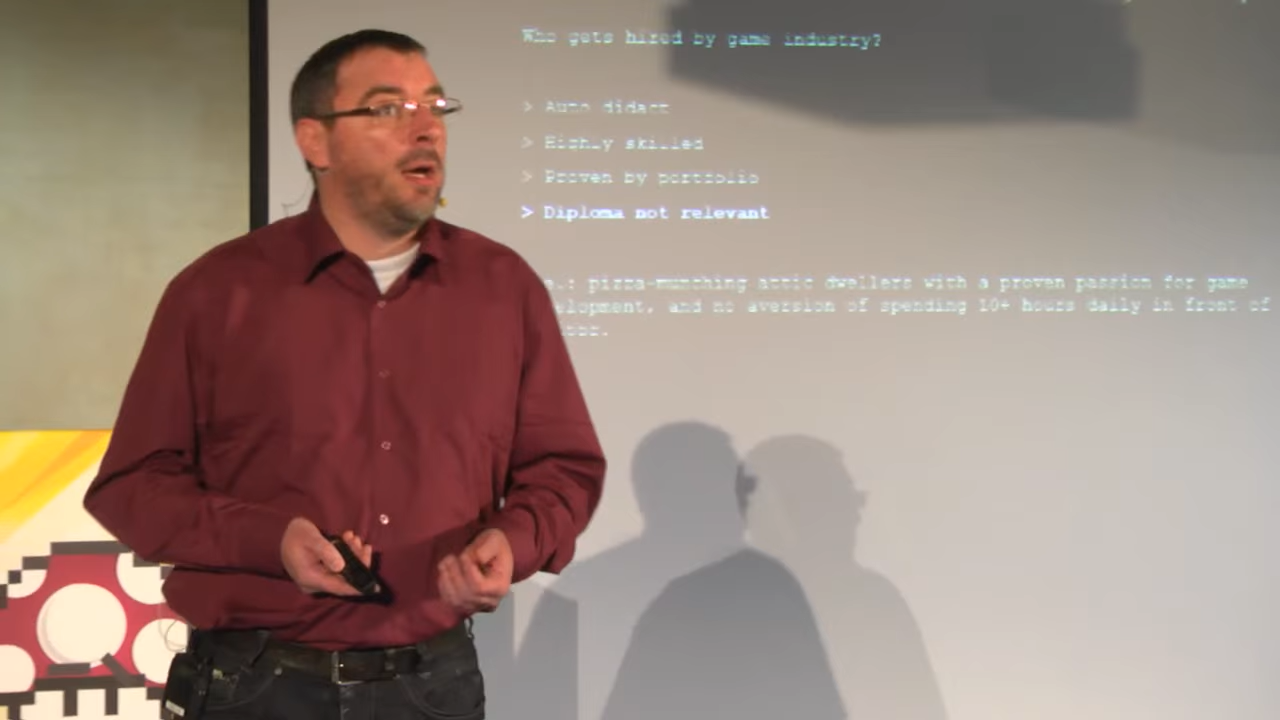 Who gets hired by game industry?
> Auto didact
> Highly skilled
> Proven by portfolio
> Diploma not relevant
pizza-munching attic dwellers with a proven passion for game
elopment, and no aversion of spending 10+ hours daily in front of